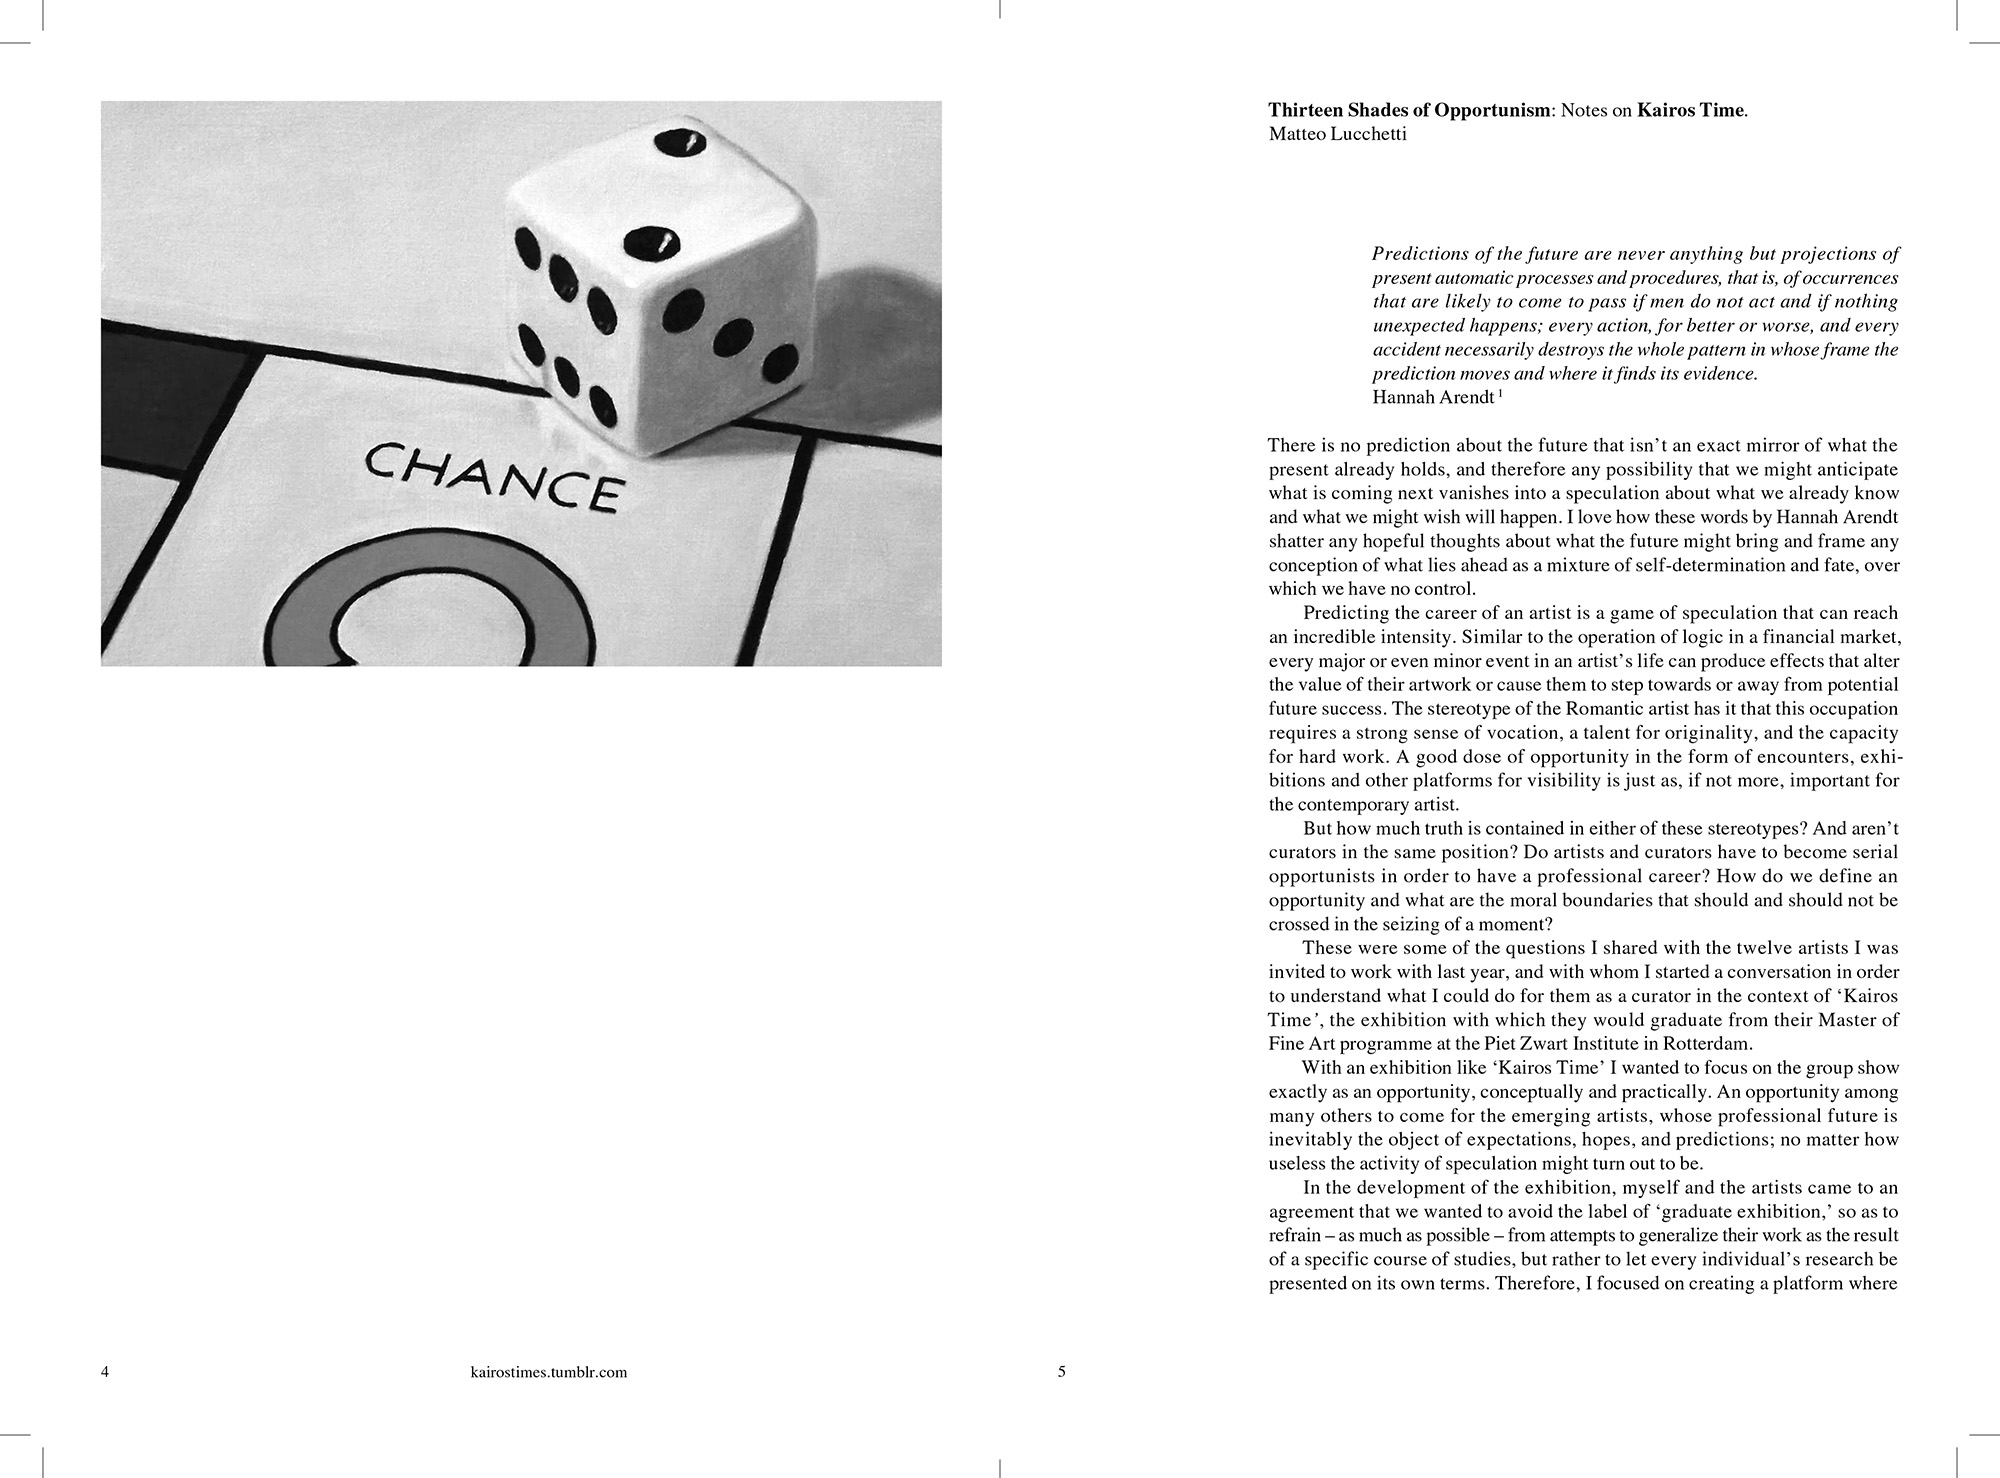 CHANCE
4
kairostimes.tumblr.com
Thirteen Shades of Opportunism: Notes on Kairos Time.
Matteo Lucchetti
Predictions of the future are never anything but projections of
present automatic processes and procedures, that is, of occurrences
that are likely to come to pass if men do not act and if nothing
unexpected happens; every action, for better or worse, and every
accident necessarily destroys the whole pattern in whose frame the
prediction moves and where it finds its evidence.
Hannah Arendt 1
There is no prediction about the future that isn’t an exact mirror of what the
present already holds, and therefore any possibility that we might anticipate
what is coming next vanishes into a speculation about what we already know
and what we might wish will happen. I love how these words by Hannah Arendt
shatter any hopeful thoughts about what the future might bring and frame any
conception of what lies ahead as a mixture of self-determination and fate, over
which we have no control.
Predicting the career of an artist is a game of speculation that can reach
an incredible intensity. Similar to the operation of logic in a financial market,
every major or even minor event in an artist’s life can produce effects that alter
the value of their artwork or cause them to step towards or away from potential
future success. The stereotype of the Romantic artist has it that this occupation
requires a strong sense of vocation, a talent for originality, and the capacity
for hard work. A good dose of opportunity in the form of encounters, exhi-
bitions and other platforms for visibility is just as, if not more, important for
the contemporary artist.
But how much truth is contained in either of these stereotypes? And aren’t
curators in the same position? Do artists and curators have to become serial
opportunists in order to have a professional career? How do we define an
opportunity and what are the moral boundaries that should and should not be
crossed in the seizing of a moment?
These were some of the questions I shared with the twelve artists I was
invited to work with last year, and with whom I started a conversation in order
to understand what I could do for them as a curator in the context of ‘Kairos
Time’, the exhibition with which they would graduate from their Master of
Fine Art programme at the Piet Zwart Institute in Rotterdam.
With an exhibition like ‘Kairos Time’ I wanted to focus on the group show
exactly as an opportunity, conceptually and practically. An opportunity among
many others to come for the emerging artists, whose professional future is
inevitably the object of expectations, hopes, and predictions; no matter how
useless the activity of speculation might turn out to be.
In the development of the exhibition, myself and the artists came to an
agreement that we wanted to avoid the label of ‘graduate exhibition,’ so as to
refrain – as much as possible – from attempts to generalize their work as the result
of a specific course of studies, but rather to let every individual’s research be
presented on its own terms. Therefore, I focused on creating a platform where
5